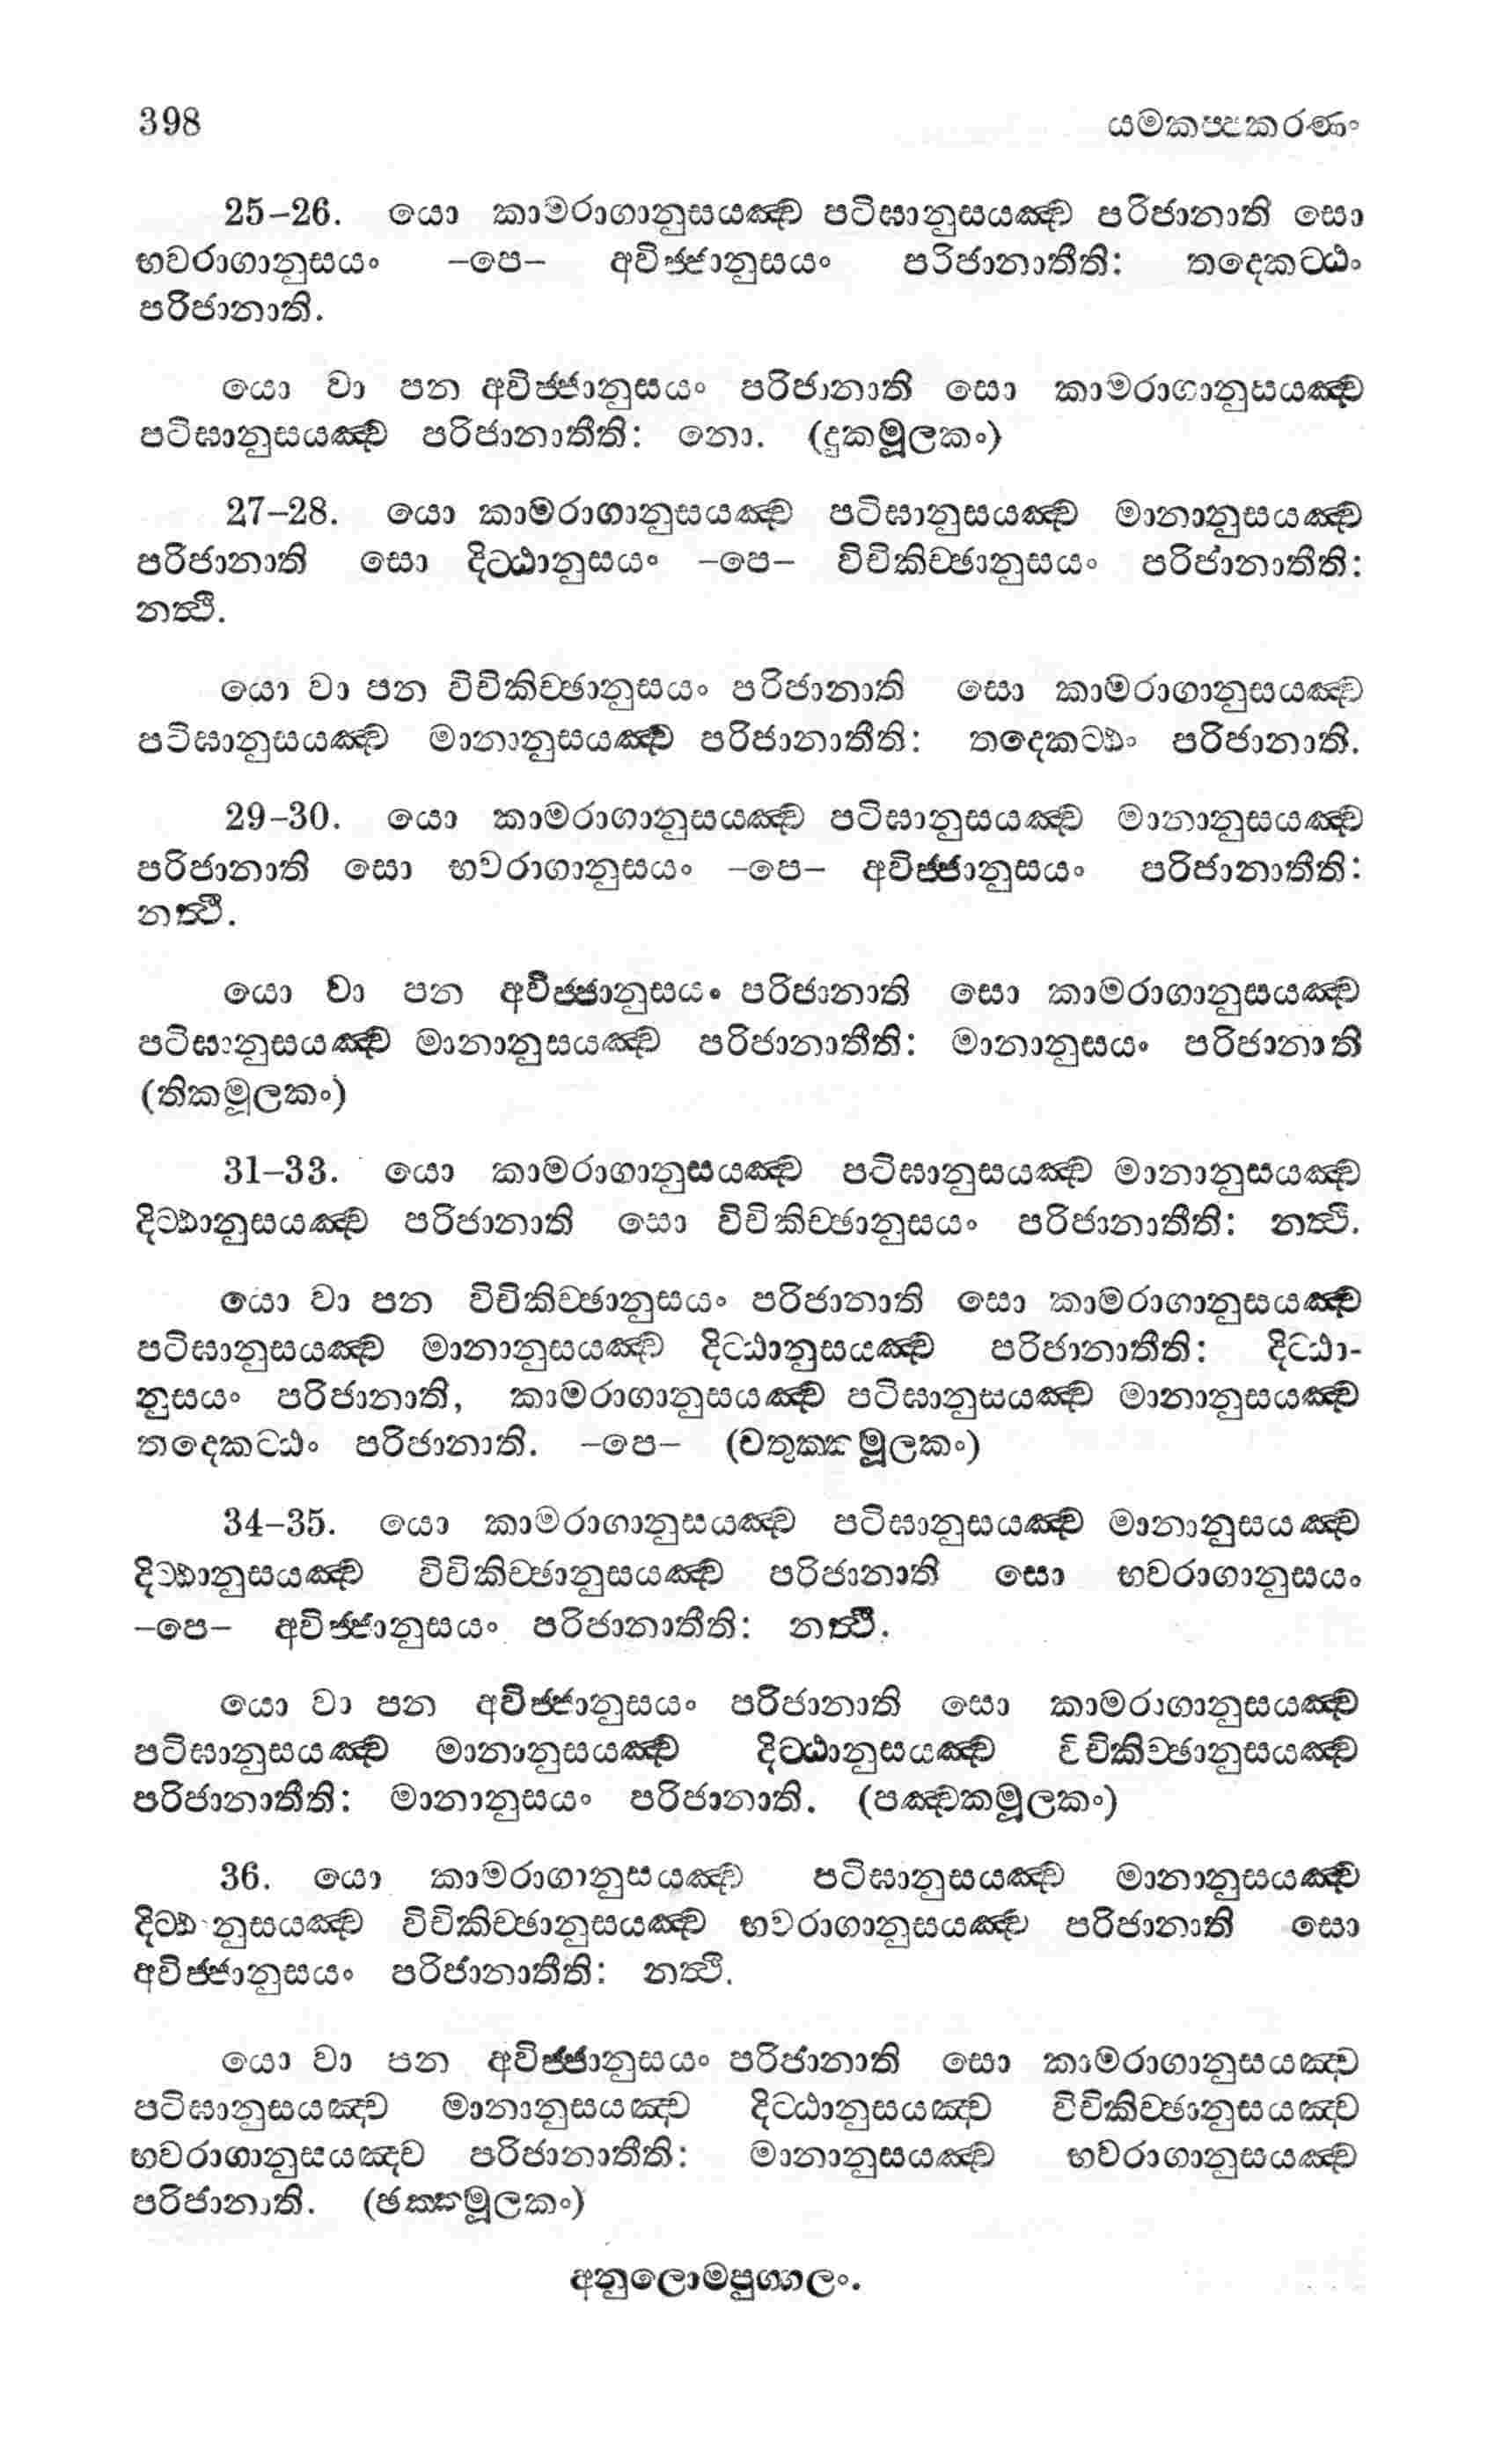 398 යමකප්පකරණං
25–26. යො කාමරාගානුසයඤ්ච පටිඝානුසයඤ්ච පරිජානාති සො
භවරාගානුසයං –පෙ– අවිජ්ජානුසයං පරිජානාතීති: තදෙකට්ඨං
පරිජානාති.
යො වා පන අවිජ්ජානුසයං පරිජානාති සො කාමරාගානුසයඤ්ච
පටිඝානුසයඤ්ච පරිජානාතීති: නො. (දුකමූලකං)
27–28. යො කාමරාගානුසයඤ්ච පටිඝානුසයඤ්ච මානානුසයඤ්ච
පරිජානාති සො දිට්ඨානුසයං –පෙ– විචිකිච්ඡානුසයං පරිජානාතීති:
නත්ථි.
යො වා පන විචිකිච්ඡානුසයං පරිජානාති සො කාමරාගානුසයඤ්ච
පටිඝානුසයඤ්ච මානානුසයඤ්ච පරිජානාතීති: තදෙකට්ඨං පරිජානාති.
29–30. යො කාමරාගානුසයඤ්ච පටිඝානුසයඤ්ච මානානුසයඤ්ච
පරිජානාති සො භවරාගානුසයං –පෙ– අවිජ්ජානුසයං පරිජානාතීති:
නත්ථි.
යො වා පන අවිජ්ජානුසයං පරිජානාති සො කාමරාගානුසයඤ්ච
පටිඝානුසයඤ්ච මානානුසයඤ්ච පරිජානාතීති: මානානුසයං පරිජානාති
(තිකමූලකං)
31–33. යො කාමරාගානුසයඤ්ච පටිඝානුසයඤ්ච මානානුසයඤ්ච
දිට්ඨානුසයඤ්ච පරිජානාති සො විචිකිච්ඡානුසයං පරිජානාතීති: නත්ථි.
යො වා පන විචිකිච්ඡානුසයං පරිජානාති සො කාමරාගානුසයඤ්ච
පටිඝානුසයඤ්ච මානානුසයඤ්ච දිට්ඨානුසයඤ්ච පරිජානාතීති: දිට්ඨා-
නුසයං පරිජානාති, කාමරාගානුසයඤ්ච පටිඝානුසයඤ්ච මානානුසයඤ්ච
තදෙකට්ඨං පරිජානාති. –පෙ– (චතුක්කමූලකං)
34–35. යො කාමරාගානුසයඤ්ච පටිඝානුසයඤ්ච මානානුසයඤ්ච
දිට්ඨානුසයඤ්ච විචිකිච්ඡානුසයඤ්ච පරිජානාති සො භවරාගානුසයං
–පෙ– අවිජ්ජානුසයං පරිජානාතීති: නත්ථි.
යො වා පන අවිජ්ජානුසයං පරිජානාති සො කාමරාගානුසයඤ්ච
පටිඝානුසයඤ්ච මානානුසයඤ්ච දිට්ඨානුසයඤ්ච විචිකිච්ඡානුසයඤ්ච
පරිජානාතීති: මානානුසයං පරිජානාති. (පඤ්චකමූලකං)
36. යො කාමරාගානුසයඤ්ච පටිඝානුසයඤ්ච මානානුසයඤ්ච
දිට්ඨානුසයඤ්ච විචිකිච්ඡානුසයඤ්ච භවරාගානුසයඤ්ච පරිජානාති සො
අවිජ්ජානුසයං පරිජානාතීති: නත්ථි.
යො වා පන අවිජ්ජානුසයං පරිජානාති සො කාමරාගානුසයඤ්ච
පටිඝානුසයඤ්ච මානානුසයඤ්ච දිට්ඨානුසයඤ්ච විචිකිච්ඡානුසයඤ්ච
භවරාගානුසයඤ්ච පරිජානාතීති: මානානුසයඤ්ච භවරාගානුසයඤ්ච
පරිජානාති. (ඡක්කමූලකං)
අනුලොමපුග්ගලං.